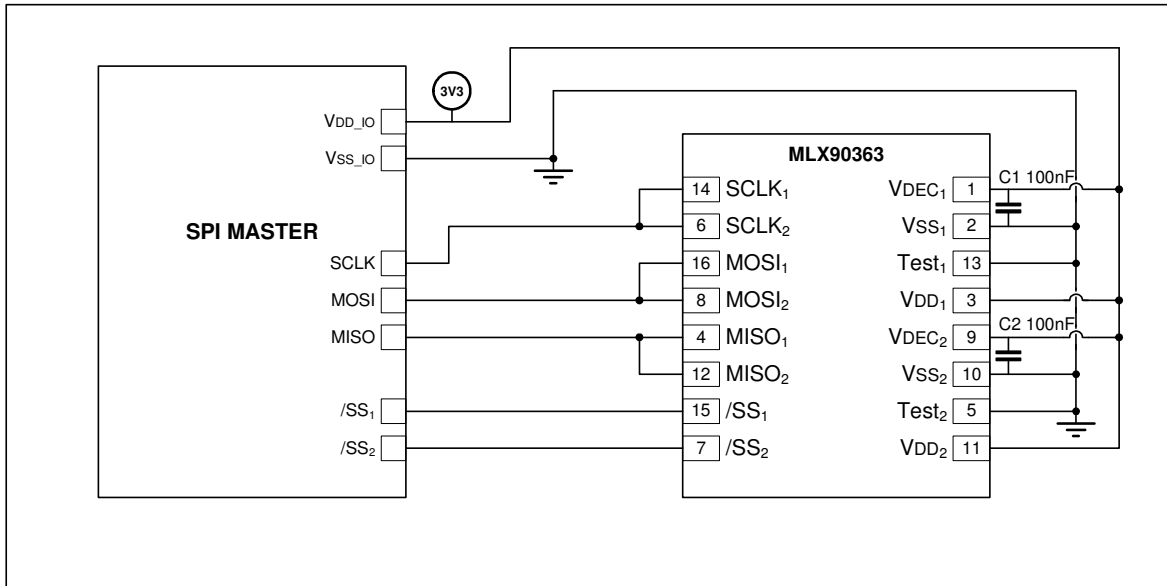 3V3
VDD_IO
VSS_IO
SPI MASTER
SCLK
MOSI
MISO
/SS1
/SS2
MLX90363
14 SCLK1
6 SCLK2
16 MOSI1
8 MOSI2
4 MISO1
12 MISO2
15 /SS1
7 /SS2
VDEC1 1
VSS1 2
Test1 13
VDD1 3
VDEC2 9
VSS2 10
Test2 5
VDD2 11
C1 100nF
C2 100nF